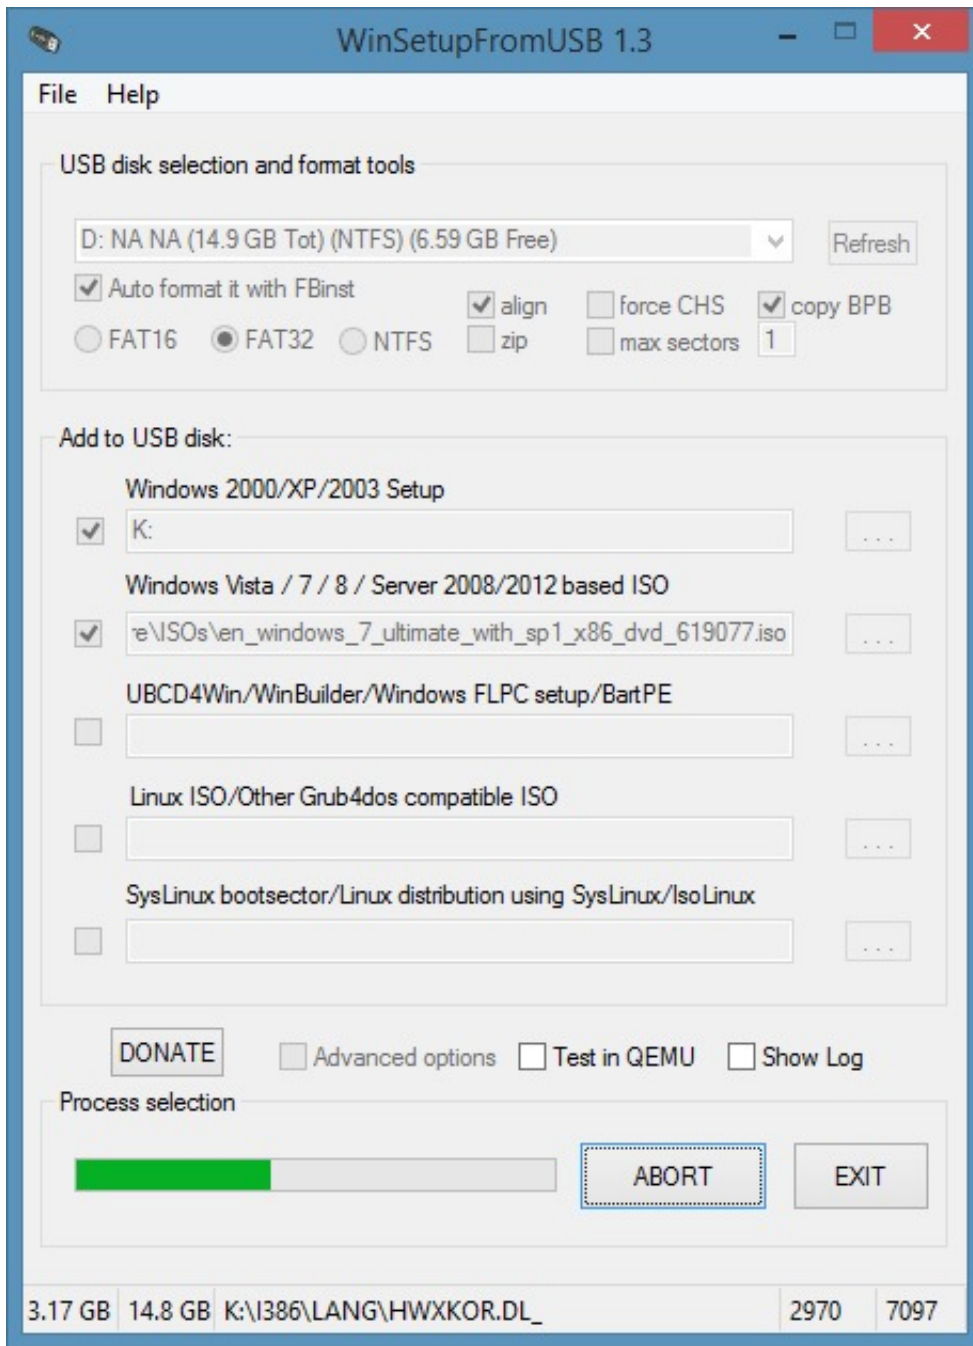 WinSetupFromUSB 1.3
File Help
USB disk selection and format tools
D: NA NA (14.9 GB Tot) (NTFS) (6.59 GB Free)
Refresh
Auto format it with FBinst
align force CHS copy BPB
FAT16 FAT32 NTFS zip max sectors 1
Add to USB disk:
Windows 2000/XP/2003 Setup
K:
...
Windows Vista / 7 / 8 / Server 2008/2012 based ISO
e\ISOs\en_windows_7_ultimate_with_sp1_x86_dvd_619077.iso
...
UBCD4Win/WinBuilder/Windows FLPC setup/BartPE
...
Linux ISO/Other Grub4dos compatible ISO
...
SysLinux bootsector/Linux distribution using SysLinux/IsoLinux
...
DONATE Advanced options Test in QEMU Show Log
Process selection
ABORT EXIT
3.17 GB 14.8 GB K:\I386\LANG\HWXKOR.DL_ 2970 7097